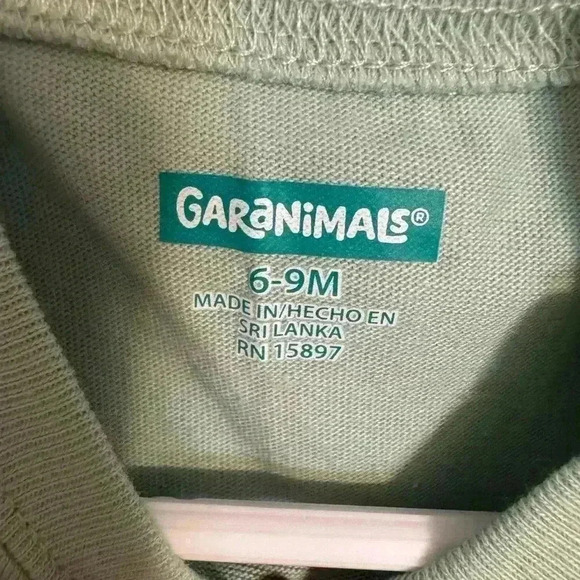 GARANIMALS®
6-9M
MADE IN/HECHO EN
SRI LANKA
RN 15897